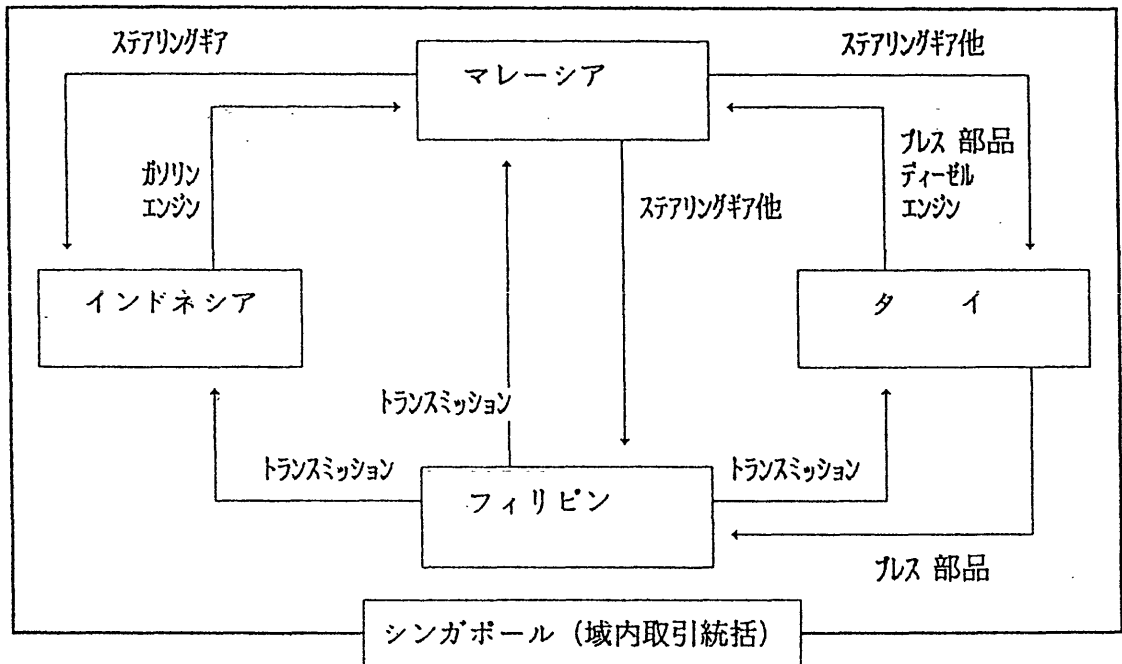 ステアリングギア
マレーシア
ステアリングギア他
ガソリン
エンジン
ステアリングギア他
プレス 部品
ディーゼル
エンジン
インドネシア
タ イ
トランスミッション
トランスミッション
フィリピン
トランスミッション
プレス 部品
シンガポール (域内取引統括)